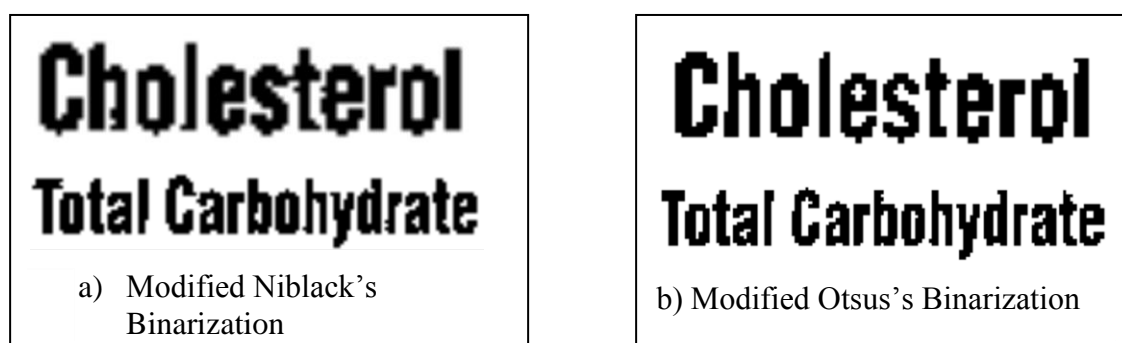 Cholesterol
Total Carbohydrate
a) Modified Niblack’s
Binarization
Cholesterol
Total Carbohydrate
b) Modified Otsus’s Binarization